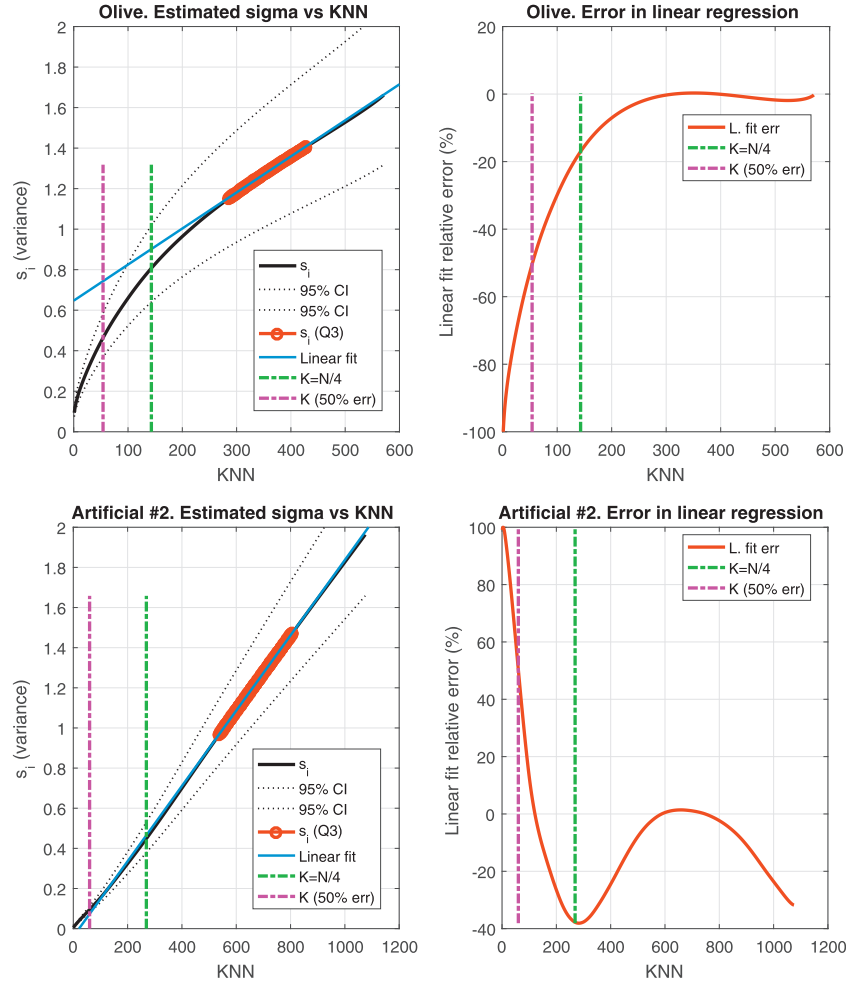 Olive. Estimated sigma vs KNN
2
1.8
1.6
1.4
1.2
1
0.8
0.6
0.4
0.2
0
s_i (variance)
0 100 200 300 400 500 600
KNN
s_i
95% CI
95% CI
s_i (Q3)
Linear fit
K=N/4
K (50% err)
Olive. Error in linear regression
20
0
-20
-40
-60
-80
-100
Linear fit relative error (%)
0 100 200 300 400 500 600
KNN
L. fit err
K=N/4
K (50% err)
Artificial #2. Estimated sigma vs KNN
2
1.8
1.6
1.4
1.2
1
0.8
0.6
0.4
0.2
0
s_i (variance)
0 200 400 600 800 1000 1200
KNN
s_i
95% CI
95% CI
s_i (Q3)
Linear fit
K=N/4
K (50% err)
Artificial #2. Error in linear regression
100
80
60
40
20
0
-20
-40
Linear fit relative error (%)
0 200 400 600 800 1000 1200
KNN
L. fit err
K=N/4
K (50% err)